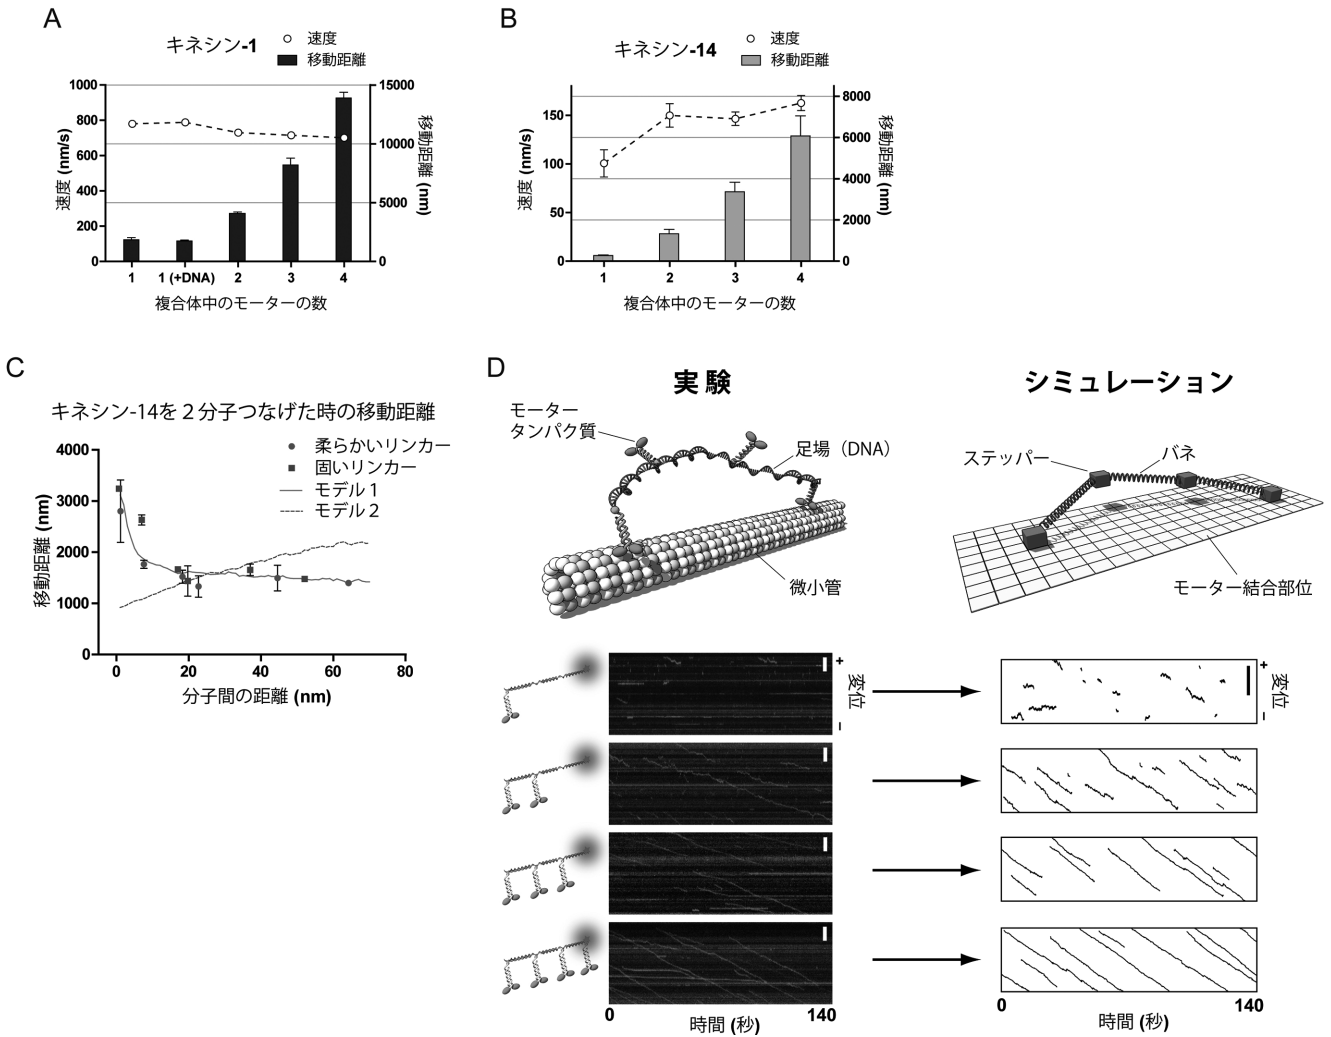 A
キネシン-1
速度
移動距離
1000
800
600
400
200
0
速度 (nm/s)
15000
10000
5000
0
移動距離 (nm)
1
1 (+DNA)
2
3
4
複合体中のモーターの数
B
キネシン-14
速度
移動距離
150
100
50
0
速度 (nm/s)
8000
6000
4000
2000
0
移動距離 (nm)
1
2
3
4
複合体中のモーターの数
C
キネシン-14を２分子つなげた時の移動距離
柔らかいリンカー
固いリンカー
モデル１
モデル２
4000
3000
2000
1000
0
移動距離 (nm)
0
20
40
60
80
分子間の距離 (nm)
D
実験
シミュレーション
モーター
タンパク質
足場（DNA）
微小管
ステッパー
バネ
モーター結合部位
+
変位
–
+
変位
–
0
140
時間 (秒)
0
140
時間 (秒)